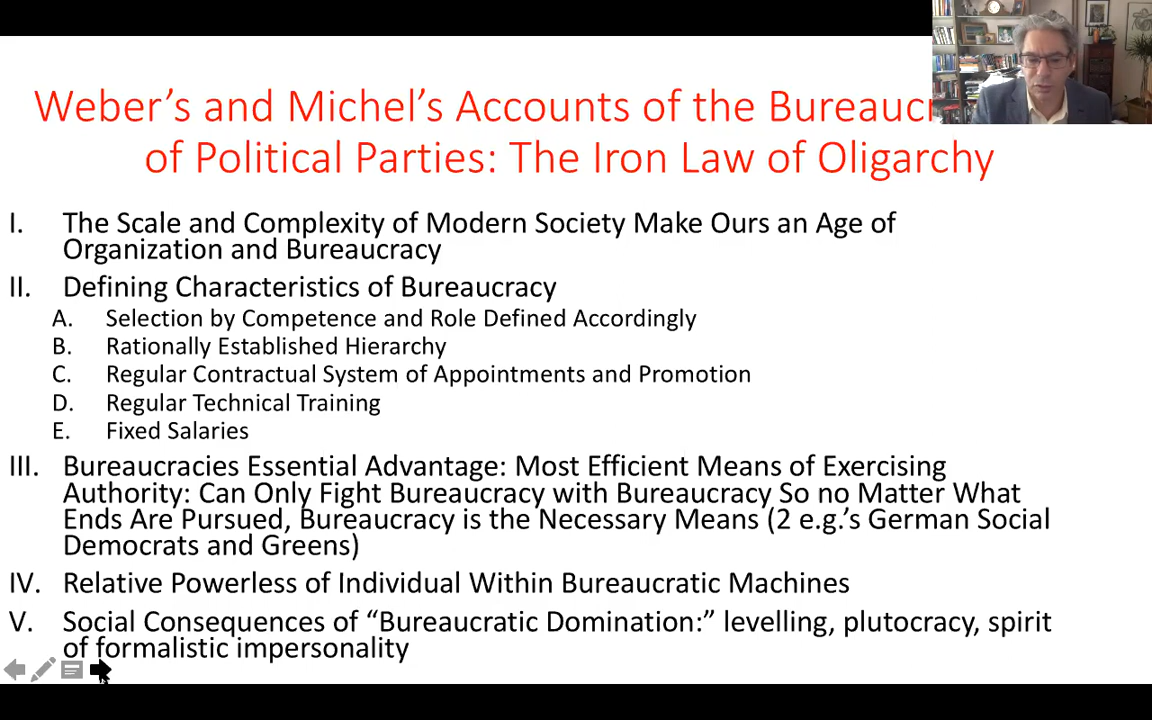 Weber's and Michel's Accounts of the
of Political Parties: The Iron Law of Oligarchy
I. The Scale and Complexity of Modern Society Make Ours an Age of
Organization and Bureaucracy
II. Defining Characteristics of Bureaucracy
A. Selection by Competence and Role Defined Accordingly
B. Rationally Established Hierarchy
C. Regular Contractual System of Appointments and Promotion
D. Regular Technical Training
E. Fixed Salaries
III. Bureaucracies Essential Advantage: Most Efficient Means of Exercising
Authority: Can Only Fight Bureaucracy with Bureaucracy So no Matter What
Ends Are Pursued, Bureaucracy is the Necessary Means (2 e.g.'s German Social
Democrats and Greens)
IV. Relative Powerless of Individual Within Bureaucratic Machines
V. Social Consequences of “Bureaucratic Domination:” levelling, plutocracy, spirit
of formalistic impersonality